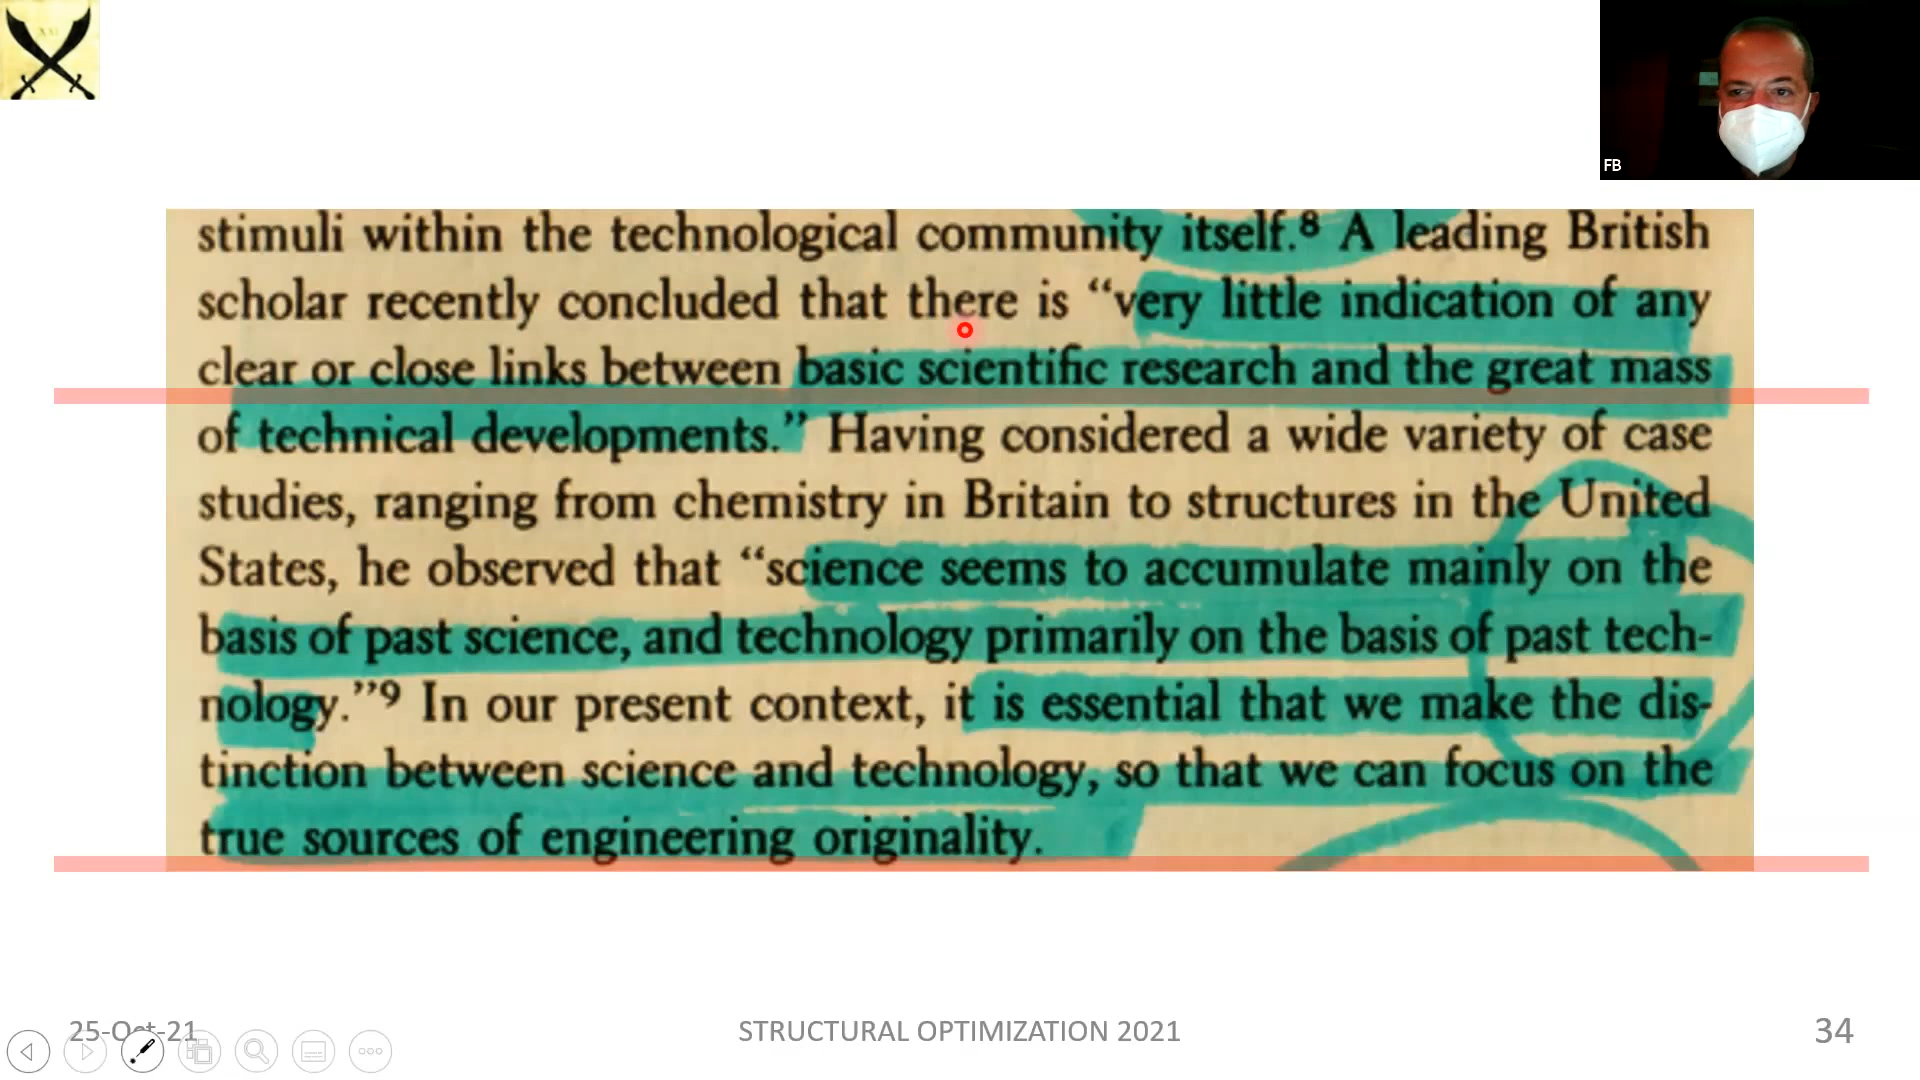 XXI
FB
stimuli within the technological community itself.⁸ A leading British
scholar recently concluded that there is “very little indication of any
clear or close links between basic scientific research and the great mass
of technical developments.” Having considered a wide variety of case
studies, ranging from chemistry in Britain to structures in the United
States, he observed that “science seems to accumulate mainly on the
basis of past science, and technology primarily on the basis of past tech-
nology.”⁹ In our present context, it is essential that we make the dis-
tinction between science and technology, so that we can focus on the
true sources of engineering originality.
25-Oct-21
STRUCTURAL OPTIMIZATION 2021
34